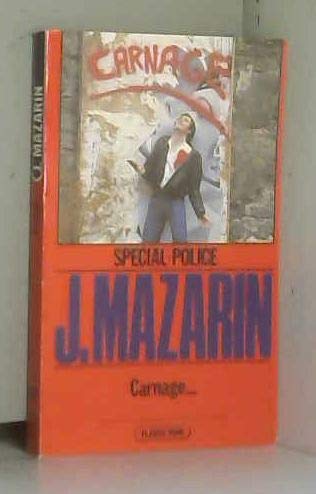 CARNAGE
J. MAZARIN
SPECIAL POLICE
J. MAZARIN
Carnage...
FLEUVE NOIR